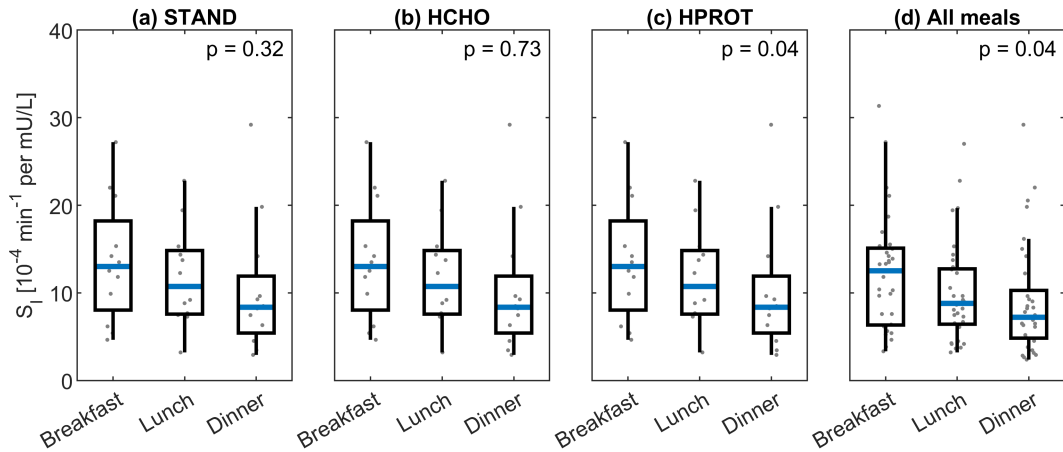 (a) STAND
(b) HCHO
(c) HPROT
(d) All meals
p = 0.32
p = 0.73
p = 0.04
p = 0.04
S_I [10^-4 min^-1 per mU/L]
40
30
20
10
0
Breakfast
Lunch
Dinner
Breakfast
Lunch
Dinner
Breakfast
Lunch
Dinner
Breakfast
Lunch
Dinner